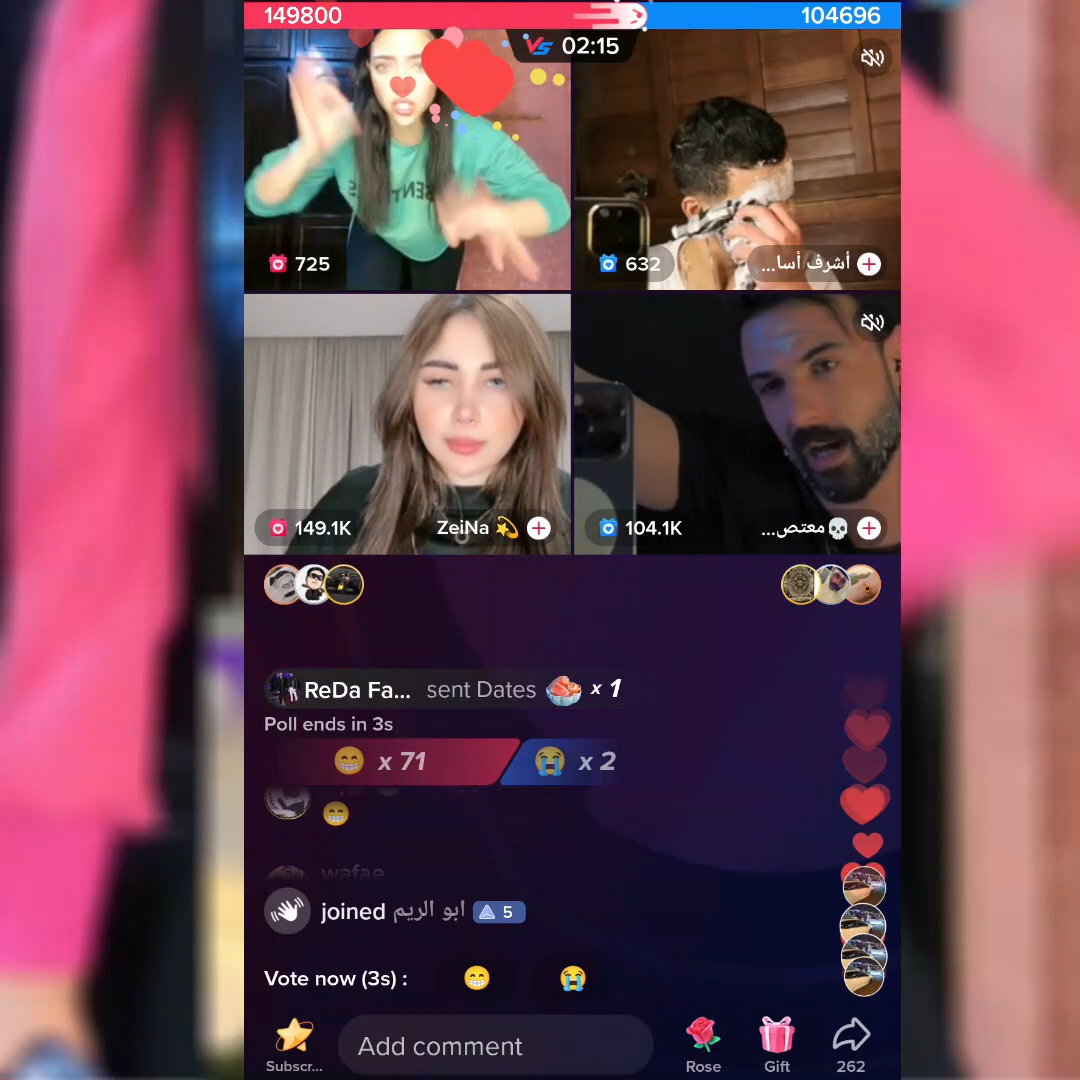 149800
104696
VS 02:15
725
632
أشرف أسا...
149.1K
ZeiNa 💫
104.1K
💀معتص...
ReDa Fa... sent Dates x 1
Poll ends in 3s
😁 x 71
😭 x 2
😁
wafae
joined ابو الريم 5
Vote now (3s) : 😁 😭
Subscr...
Add comment
Rose
Gift
262